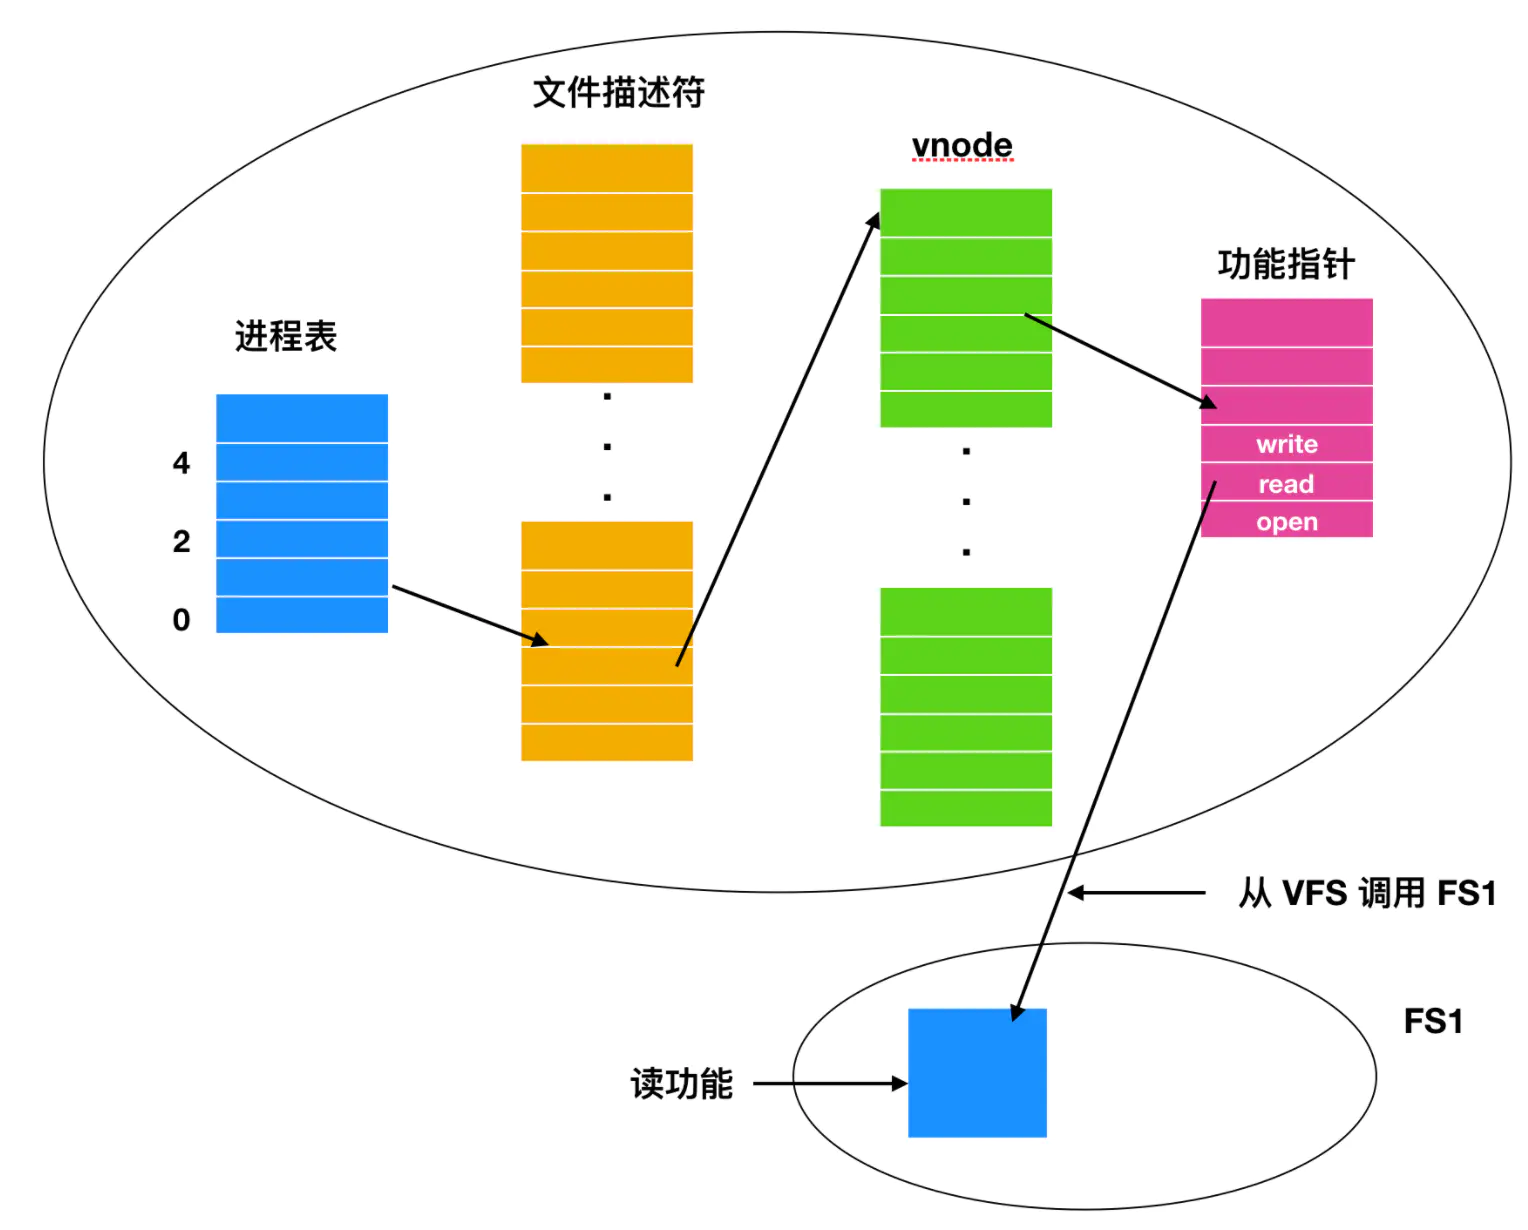 文件描述符
vnode
功能指针
进程表
4
2
0
write
read
open
从 VFS 调用 FS1
FS1
读功能